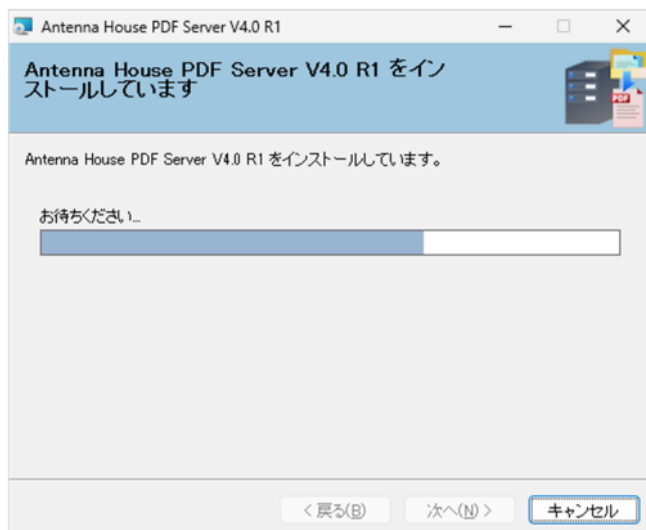 Antenna House PDF Server V4.0 R1
Antenna House PDF Server V4.0 R1 をイン
ストールしています
PDF
Antenna House PDF Server V4.0 R1 をインストールしています。
お待ちください...
< 戻る(B)
次へ(N) >
キャンセル